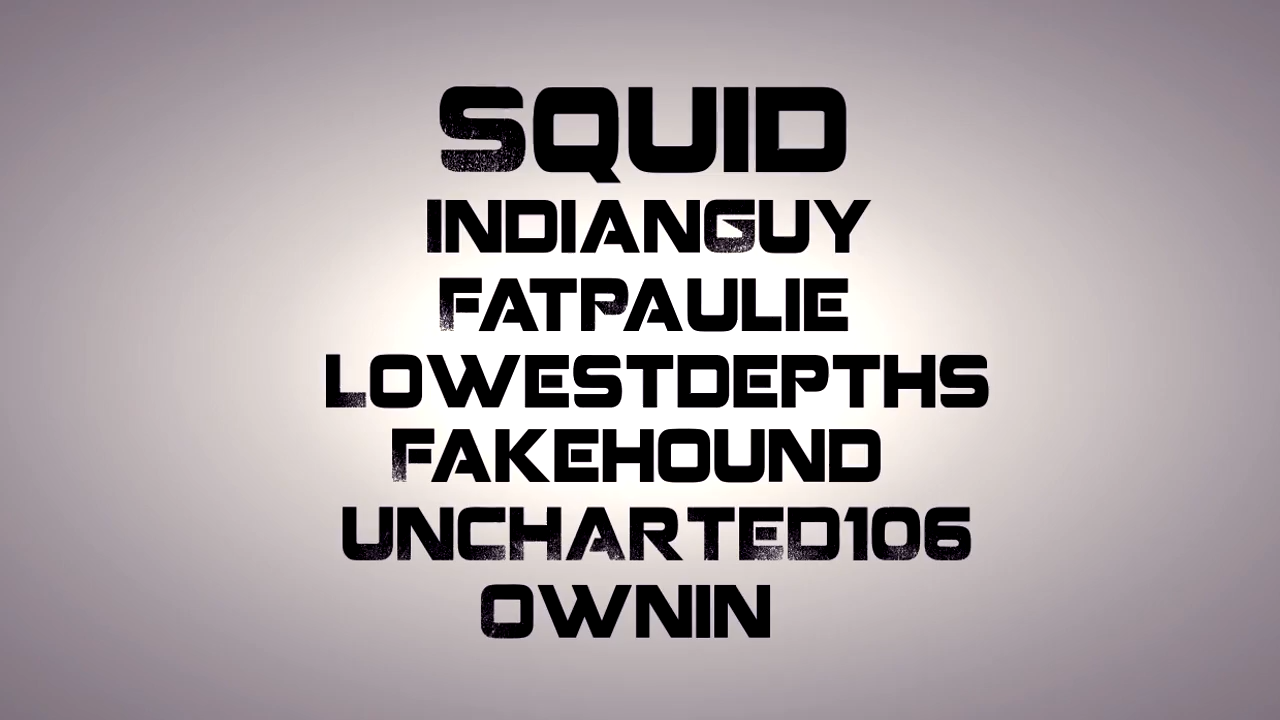 SQUID
INDIANGUY
FATPAULIE
LOWESTDEPTHS
FAKEHOUND
UNCHARTED106
OWNIN